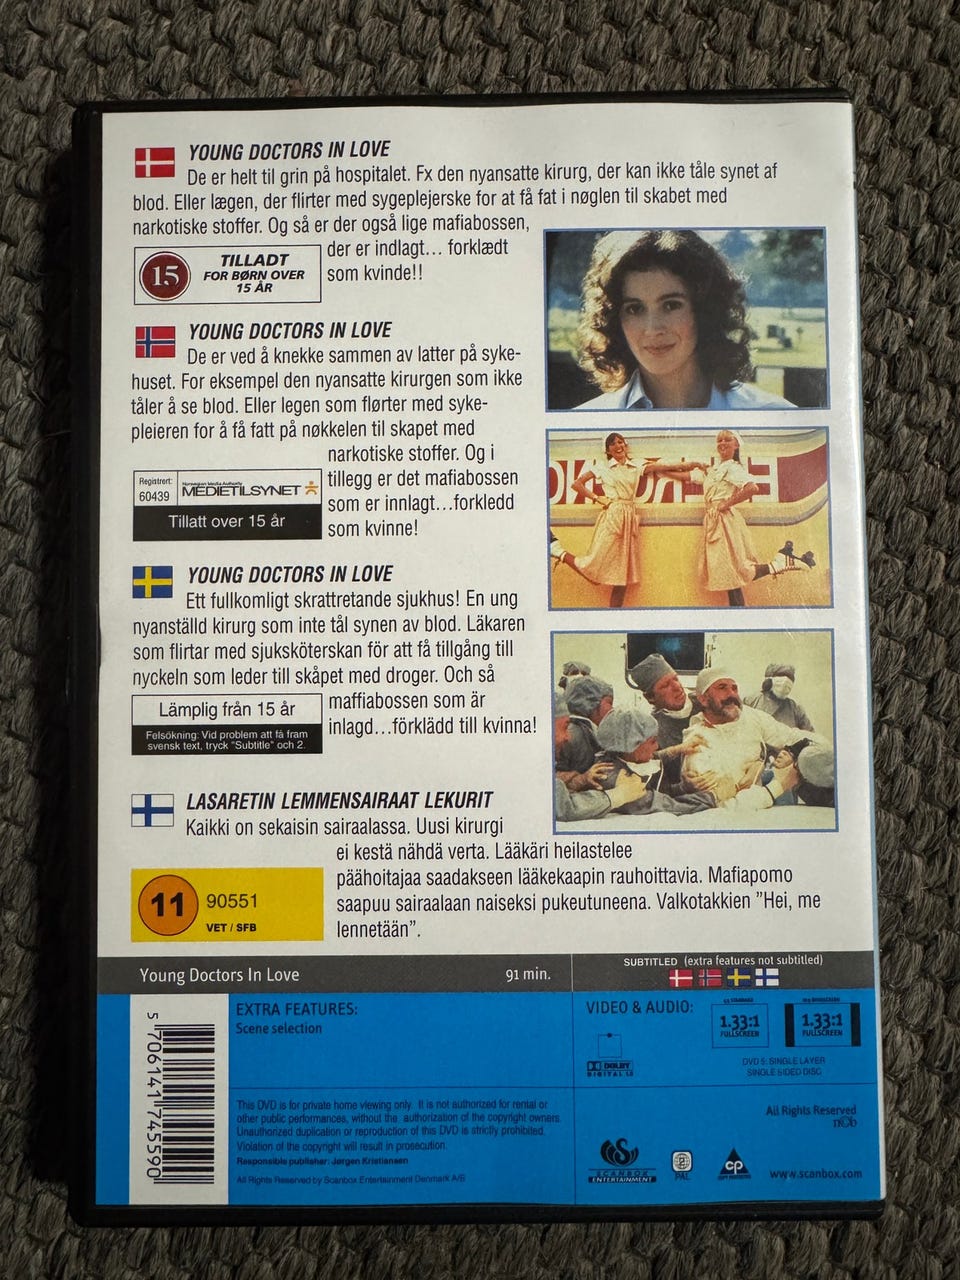 YOUNG DOCTORS IN LOVE
De er helt til grin på hospitalet. Fx den nyansatte kirurg, der kan ikke tåle synet af
blod. Eller lægen, der flirter med sygeplejerske for at få fat i nøglen til skabet med
narkotiske stoffer. Og så er der også lige mafiabossen,
der er indlagt... forklædt
som kvinde!!
15
TILLADT
FOR BØRN OVER
15 ÅR
YOUNG DOCTORS IN LOVE
De er ved å knekke sammen av latter på syke-
huset. For eksempel den nyansatte kirurgen som ikke
tåler å se blod. Eller legen som flørter med syke-
pleieren for å få fatt på nøkkelen til skapet med
narkotiske stoffer. Og i
tillegg er det mafiabossen
som er innlagt...forkledd
som kvinne!
Registrert:
60439
Norwegian Media Authority
MEDIETILSYNET
Tillatt over 15 år
YOUNG DOCTORS IN LOVE
Ett fullkomligt skrattretande sjukhus! En ung
nyanställd kirurg som inte tål synen av blod. Läkaren
som flirtar med sjuksköterskan för att få tillgång till
nyckeln som leder till skåpet med droger. Och så
maffiabossen som är
inlagd...förklädd till kvinna!
Lämplig från 15 år
Felsökning: Vid problem att få fram
svensk text, tryck "Subtitle" och 2.
LASARETIN LEMMENSAIRAAT LEKURIT
Kaikki on sekaisin sairaalassa. Uusi kirurgi
ei kestä nähdä verta. Lääkäri heilastelee
päähoitajaa saadakseen lääkekaapin rauhoittavia. Mafiapomo
saapuu sairaalaan naiseksi pukeutuneena. Valkotakkien "Hei, me
lennetään".
11
90551
VET / SFB
Young Doctors In Love
91 min.
SUBTITLED (extra features not subtitled)
5 706141 745590
EXTRA FEATURES:
Scene selection
VIDEO & AUDIO:
4:3 STANDARD
1.33:1
FULLSCREEN
16:9 WIDESCREEN
1.33:1
FULLSCREEN
DOLBY
DIGITAL
DVD 5: SINGLE LAYER
SINGLE SIDED DISC
This DVD is for private home viewing only. It is not authorized for rental or
other public performances, without the authorization of the copyright owners.
Unauthorized duplication or reproduction of this DVD is strictly prohibited.
Violation of the copyright will result in prosecution.
Responsible publisher: Jørgen Kristiansen
All Rights Reserved by Scanbox Entertainment Denmark A/S
All Rights Reserved
n©b
SCANBOX
ENTERTAINMENT
PAL
CP
COPY PROTECTED
www.scanbox.com